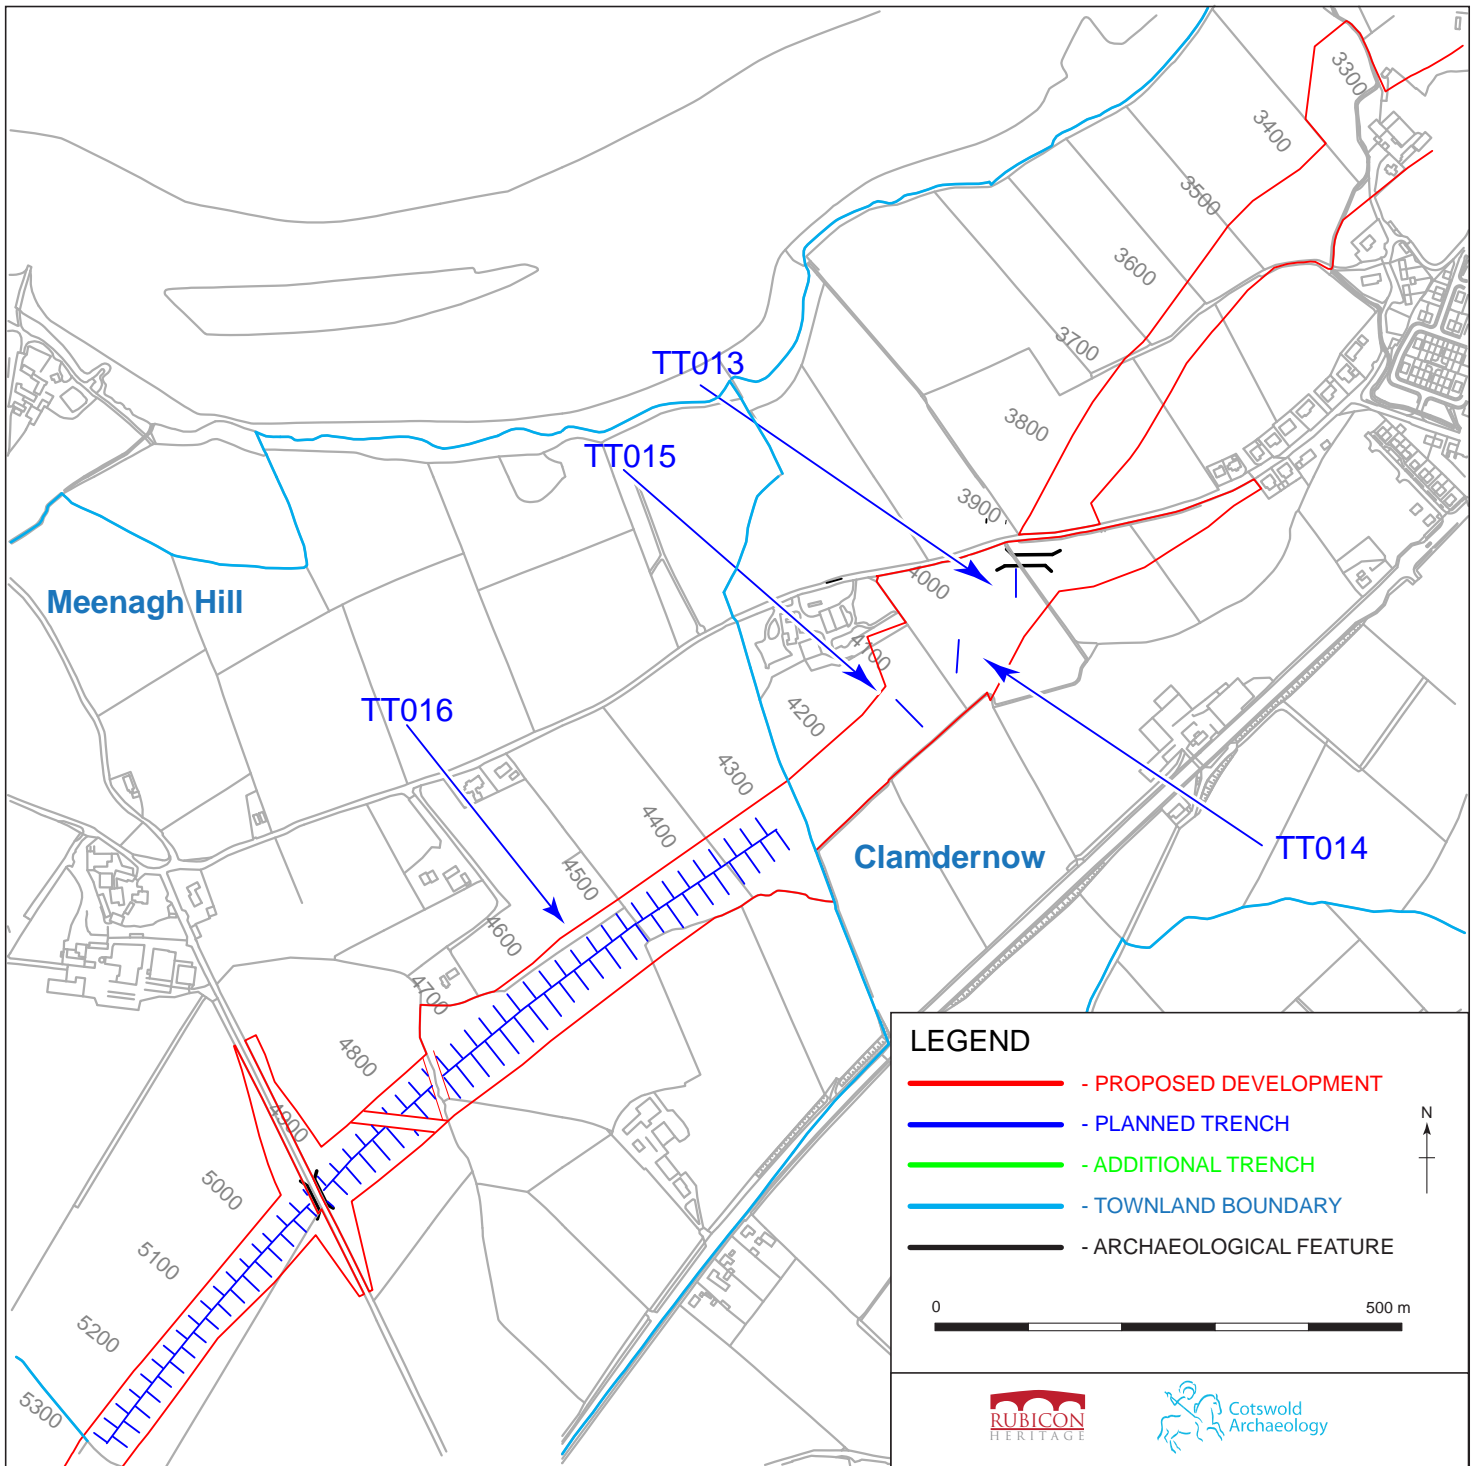 3300
3400
3500
3600
3700
TT013
3800
TT015
3900
4000
Meenagh Hill
4100
TT016
4200
4300
4400
TT014
Clamdernow
4500
4600
4700
4800
4900
5000
5100
5200
5300
LEGEND
- PROPOSED DEVELOPMENT
- PLANNED TRENCH
- ADDITIONAL TRENCH
- TOWNLAND BOUNDARY
- ARCHAEOLOGICAL FEATURE
N
0 500 m
RUBICON
HERITAGE
Cotswold
Archaeology